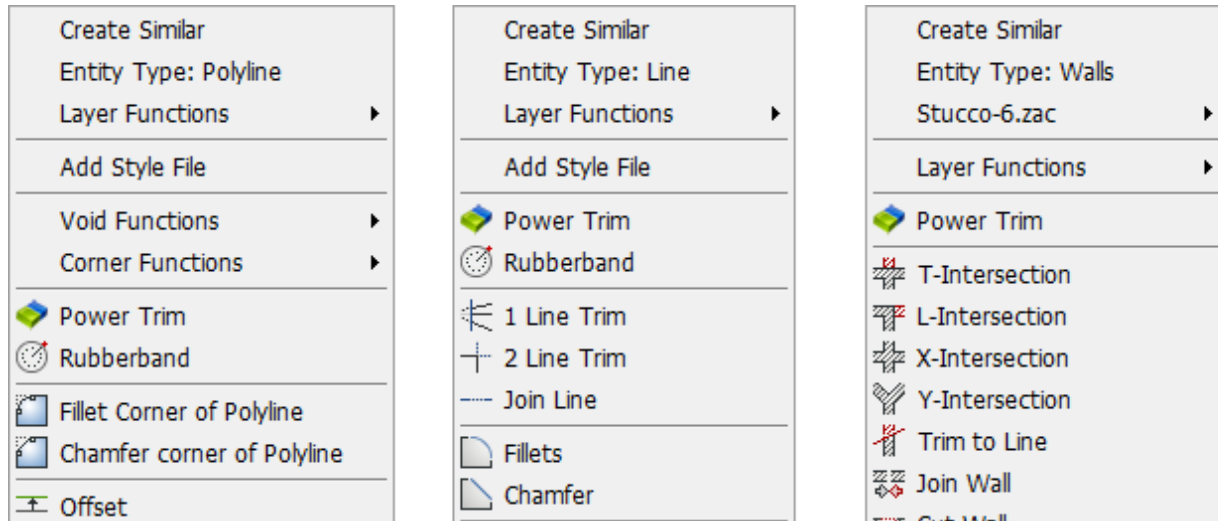 Create Similar
Entity Type: Polyline
Layer Functions
Add Style File
Void Functions
Corner Functions
Power Trim
Rubberband
Fillet Corner of Polyline
Chamfer corner of Polyline
Offset
Create Similar
Entity Type: Line
Layer Functions
Add Style File
Power Trim
Rubberband
1 Line Trim
2 Line Trim
Join Line
Fillets
Chamfer
Create Similar
Entity Type: Walls
Stucco-6.zac
Layer Functions
Power Trim
T-Intersection
L-Intersection
X-Intersection
Y-Intersection
Trim to Line
Join Wall
Cut Wall